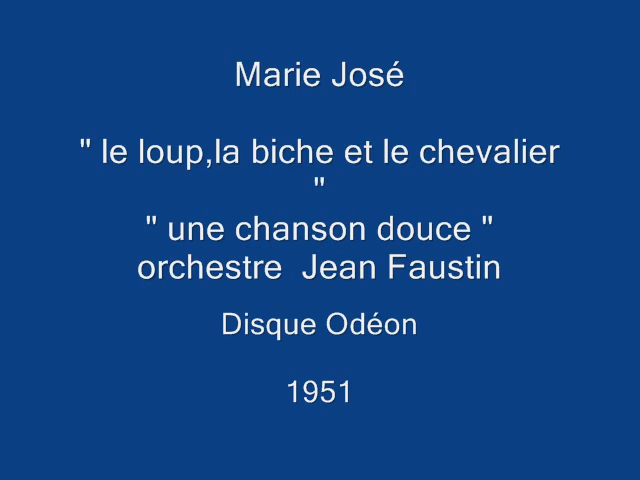 Marie José
" le loup,la biche et le chevalier
"
" une chanson douce "
orchestre  Jean Faustin
Disque Odéon
1951